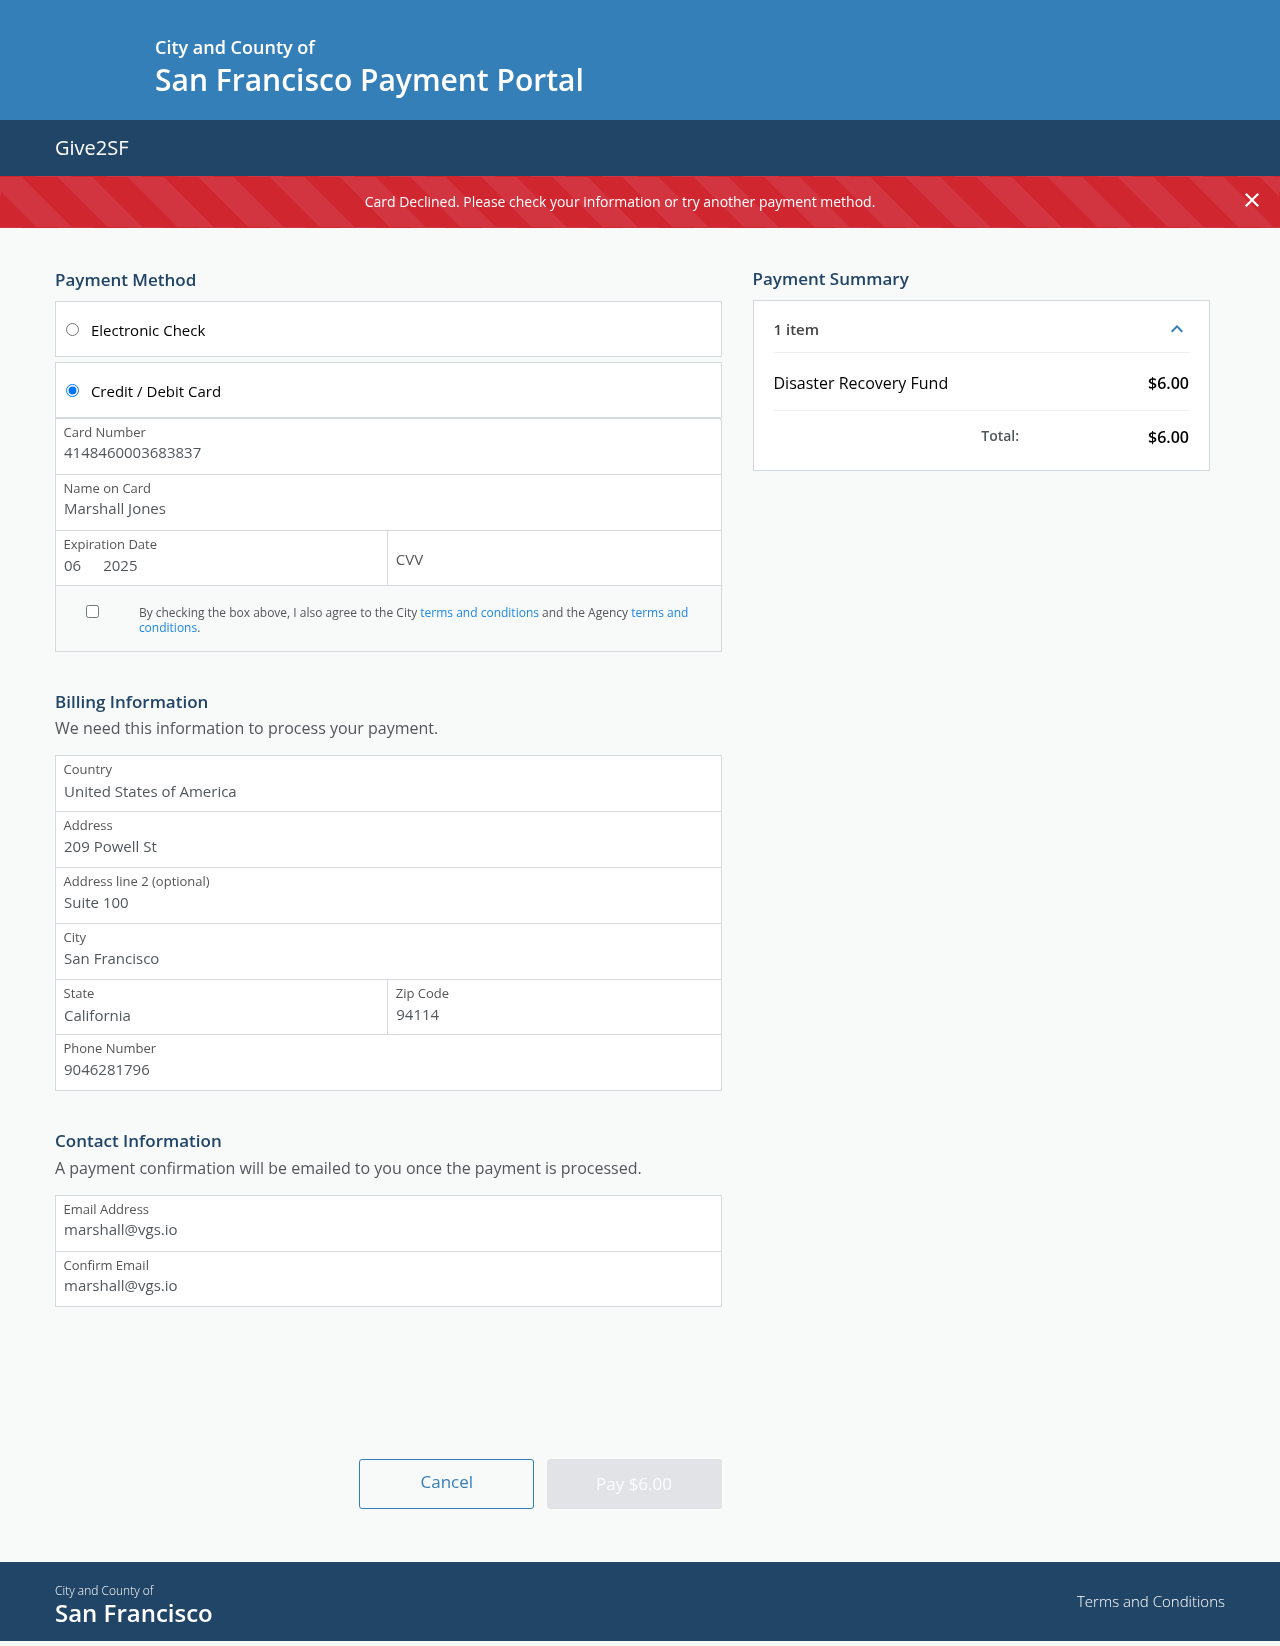 City and County of
San Francisco Payment Portal
Give2SF
Card Declined. Please check your information or try another payment method.
Payment Method
Electronic Check
Credit / Debit Card
Card Number
4148460003683837
Name on Card
Marshall Jones
Expiration Date
06 2025
CVV
By checking the box above, I also agree to the City terms and conditions and the Agency terms and
conditions.
Billing Information
We need this information to process your payment.
Country
United States of America
Address
209 Powell St
Address line 2 (optional)
Suite 100
City
San Francisco
State
California
Zip Code
94114
Phone Number
9046281796
Contact Information
A payment confirmation will be emailed to you once the payment is processed.
Email Address
marshall@vgs.io
Confirm Email
marshall@vgs.io
Cancel
Pay $6.00
Payment Summary
1 item
Disaster Recovery Fund $6.00
Total: $6.00
City and County of
San Francisco
Terms and Conditions